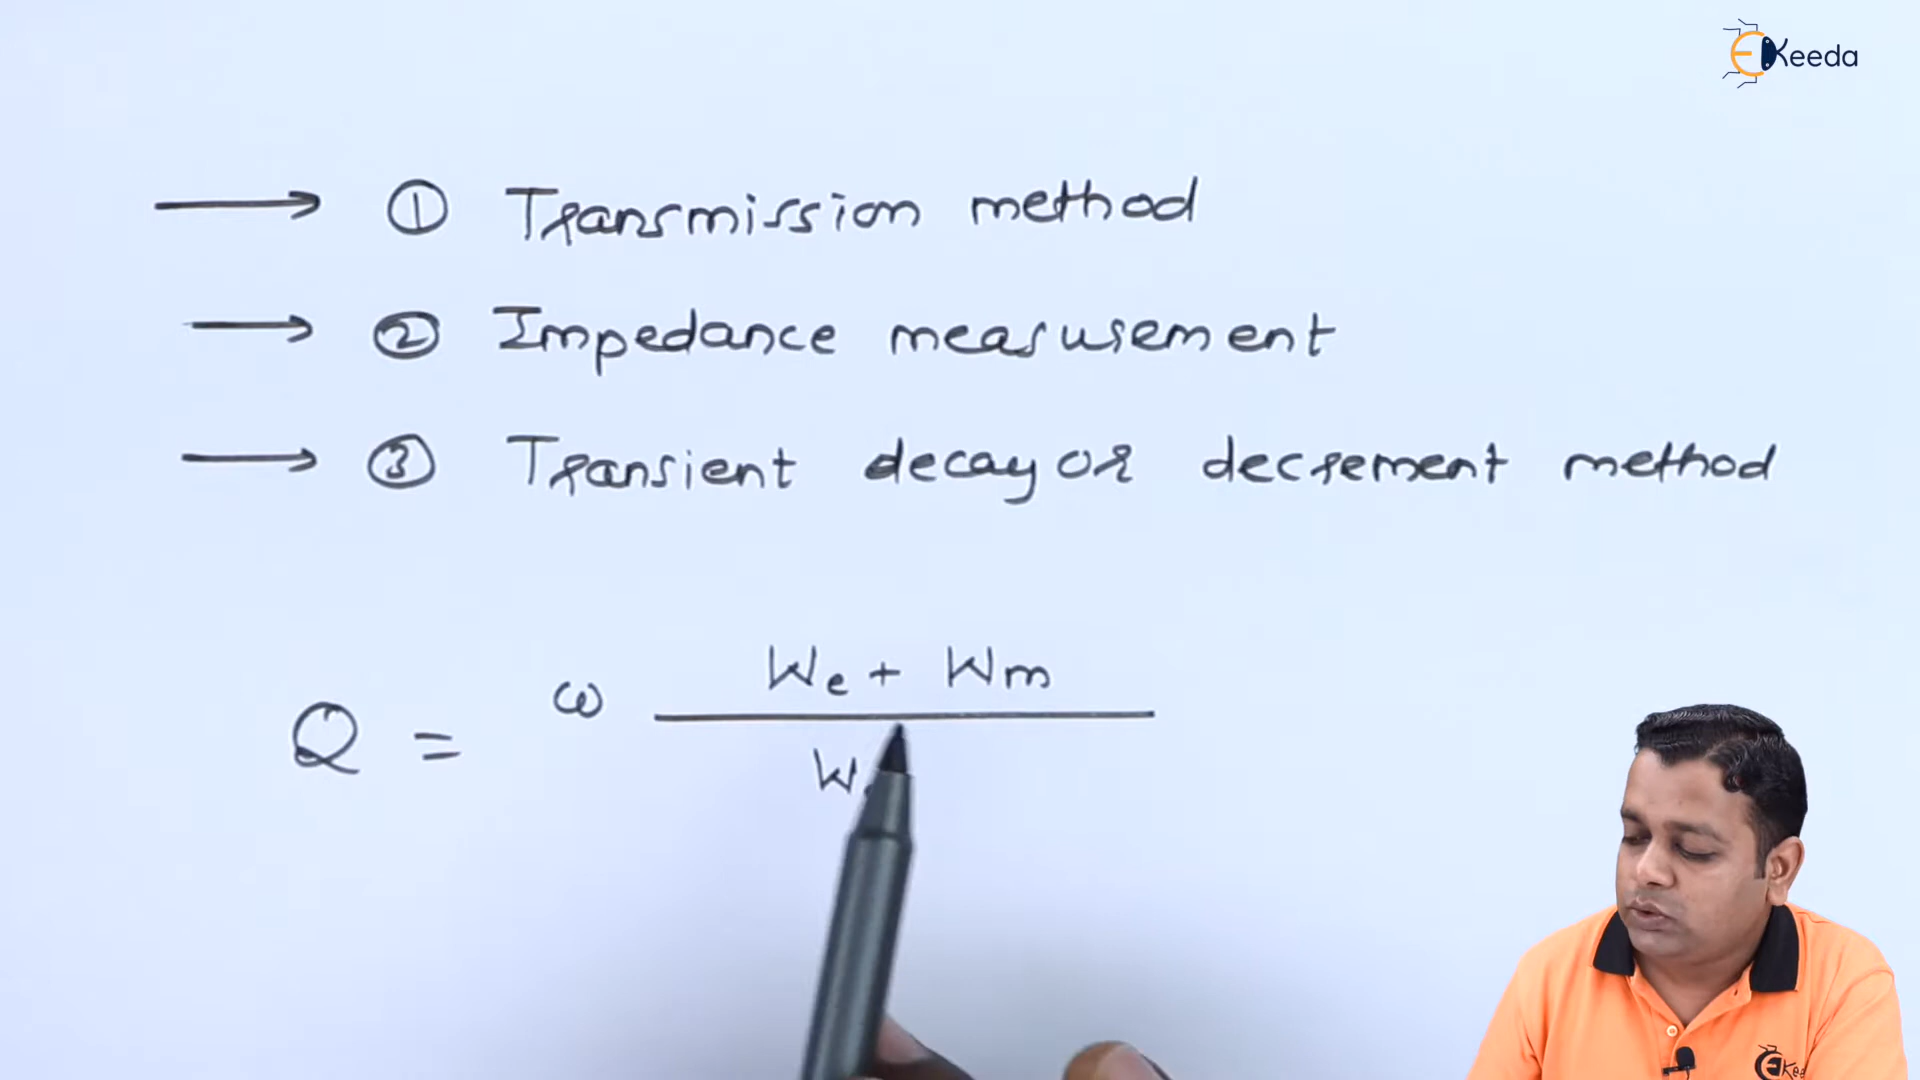 EKeeda
① Transmission method
② Impedance measurement
③ Transient decay or decrement method
We + Wm
Q = ω
W